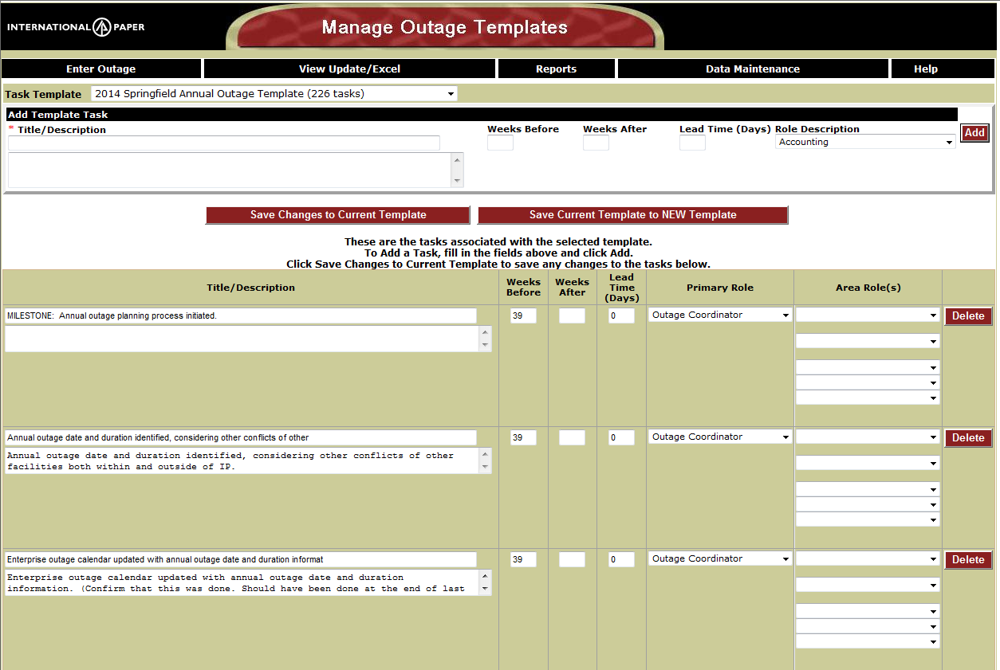 INTERNATIONAL PAPER
Manage Outage Templates
Enter Outage View Update/Excel Reports Data Maintenance Help
Task Template 2014 Springfield Annual Outage Template (226 tasks)
Add Template Task
* Title/Description Weeks Before Weeks After Lead Time (Days) Role Description
Add
Accounting
Save Changes to Current Template Save Current Template to NEW Template
These are the tasks associated with the selected template.
To Add a Task, fill in the fields above and click Add.
Click Save Changes to Current Template to save any changes to the tasks below.
Title/Description Weeks Before Weeks After Lead Time (Days) Primary Role Area Role(s)
MILESTONE: Annual outage planning process initiated. 39 0 Outage Coordinator Delete
Annual outage date and duration identified, considering other conflicts of other 39 0 Outage Coordinator Delete
Annual outage date and duration identified, considering other conflicts of other
facilities both within and outside of IP.
Enterprise outage calendar updated with annual outage date and duration informat 39 0 Outage Coordinator Delete
Enterprise outage calendar updated with annual outage date and duration
information. (Confirm that this was done. Should have been done at the end of last